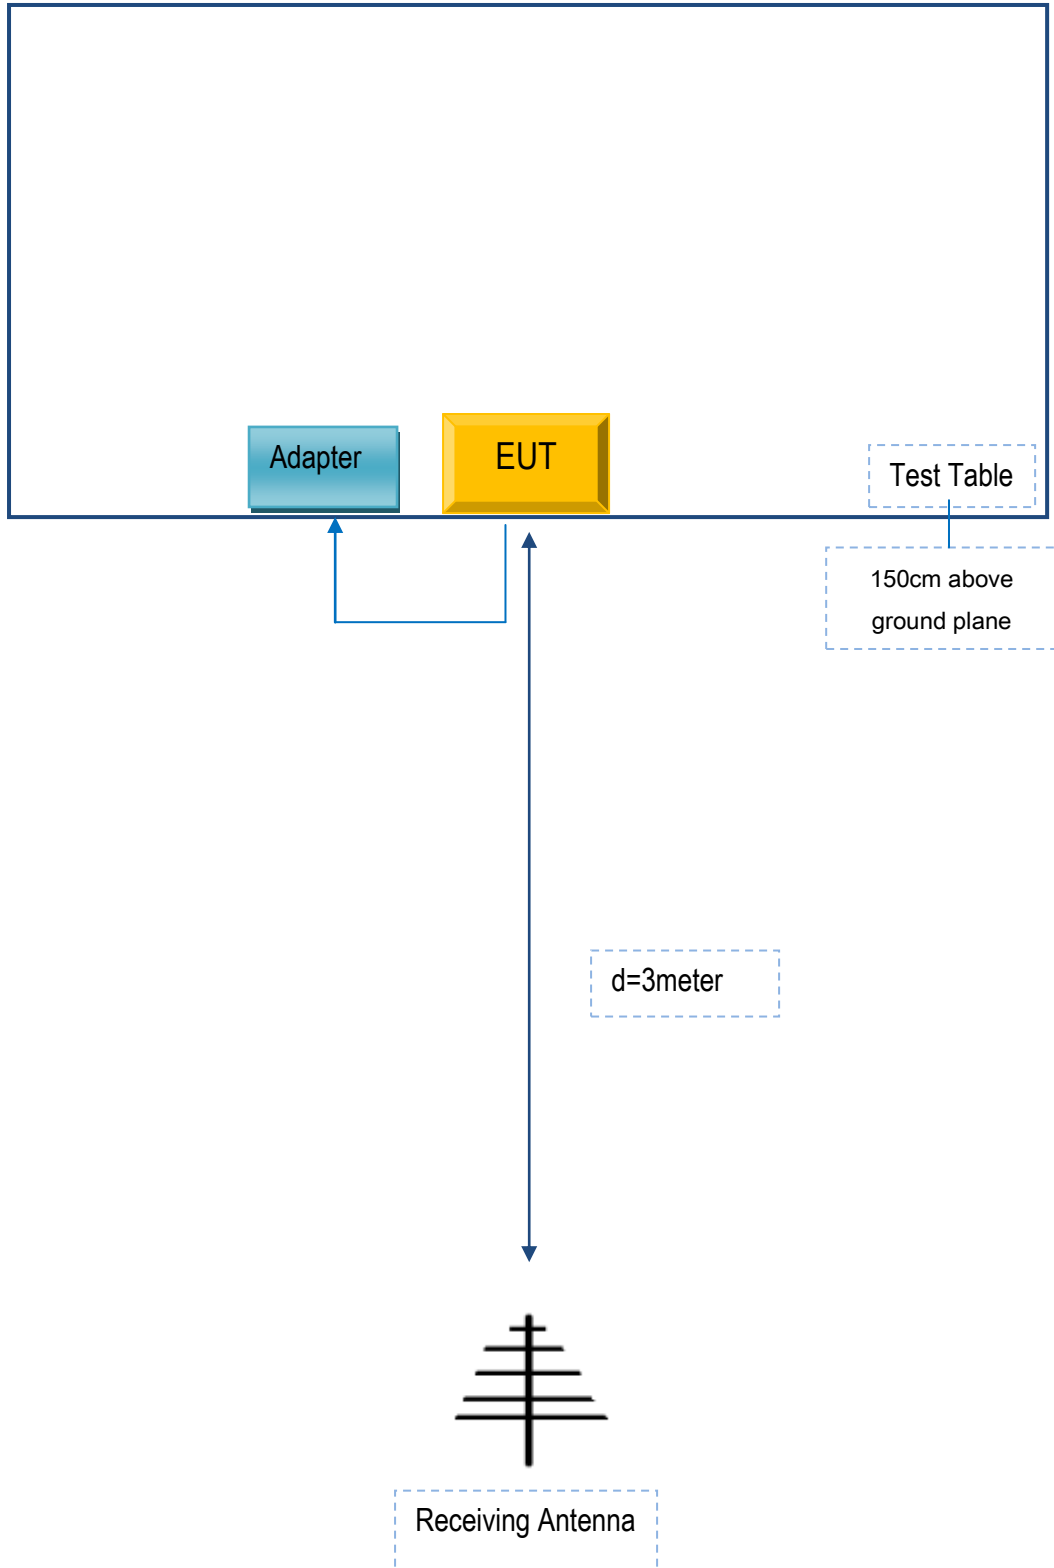 Adapter
EUT
Test Table
150cm above
ground plane
d=3meter
Receiving Antenna